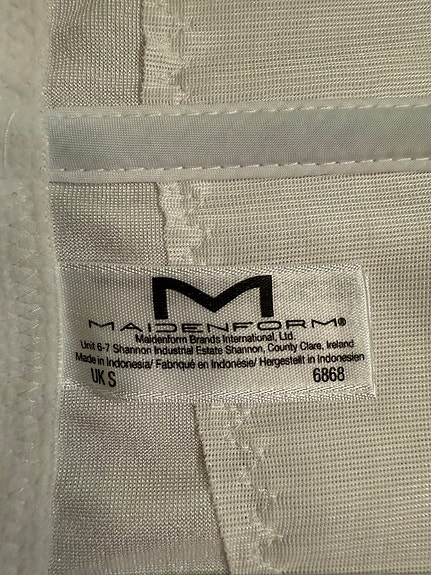 M
MAIDENFORM®
Maidenform Brands International, Ltd.
Unit 6-7 Shannon Industrial Estate Shannon, County Clare, Ireland
Made in Indonesia/ Fabriqué en Indonésie/ Hergestellt in Indonesien
UK S 6868